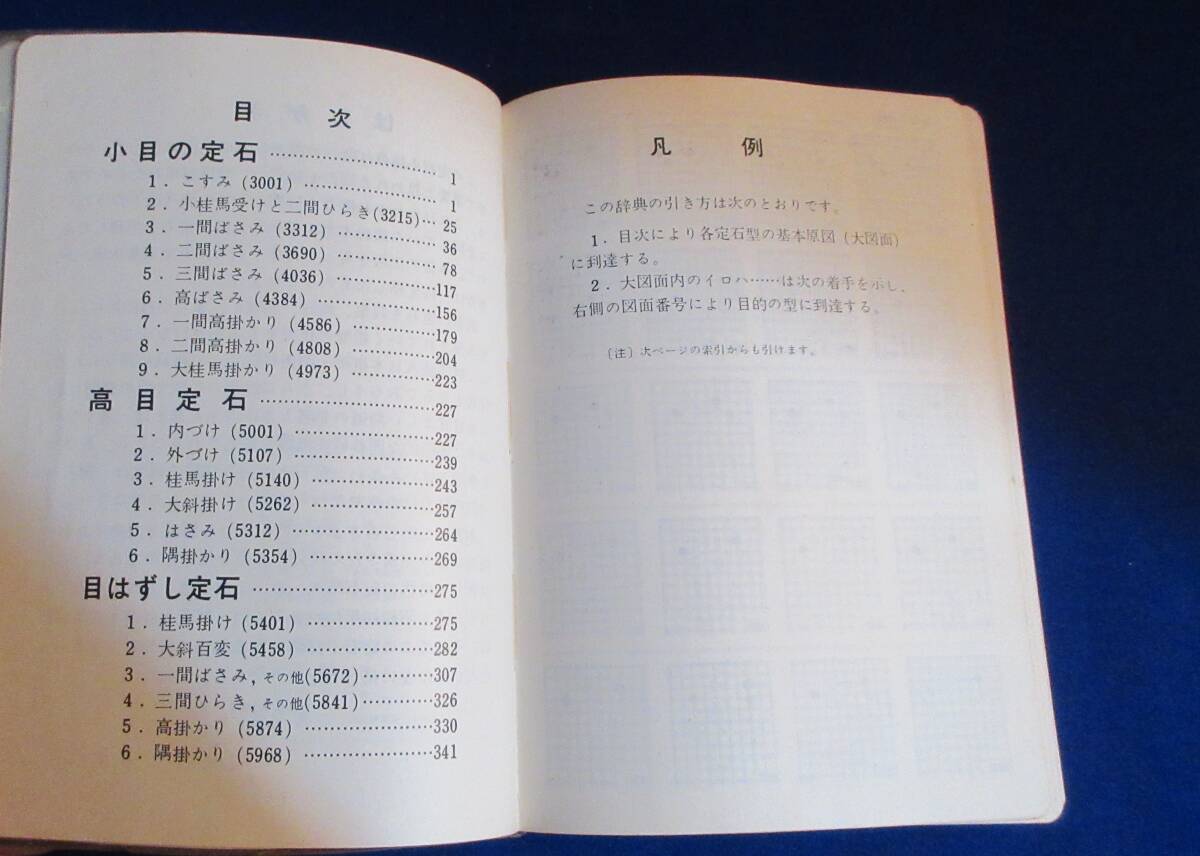 目次
小目の定石……………………1
1．こすみ(3001)……………………1
2．小桂馬受けと二間ひらき(3215)…25
3．一間ばさみ(3312)……………………36
4．二間ばさみ(3690)……………………78
5．三間ばさみ(4036)……………………117
6．高ばさみ(4384)……………………156
7．一間高掛かり(4586)………………179
8．二間高掛かり(4808)………………204
9．大桂馬掛かり(4973)………………223
高目定石……………………227
1．内づけ(5001)……………………227
2．外づけ(5107)……………………239
3．桂馬掛け(5140)…………………243
4．大斜掛け(5262)…………………257
5．はさみ(5312)……………………264
6．隅掛かり(5354)…………………269
目はずし定石……………………275
1．桂馬掛け(5401)…………………275
2．大斜百変(5458)…………………282
3．一間ばさみ,その他(5672)…………307
4．三間ひらき,その他(5841)…………326
5．高掛かり(5874)…………………330
6．隅掛かり(5968)…………………341
凡例
この辞典の引き方は次のとおりです。
1．目次により各定石型の基本原図(大図面)
に到達する。
2．大図面内のイロハ……は次の着手を示し、
右側の図面番号により目的の型に到達する。
〔注〕次ページの索引からも引けます。